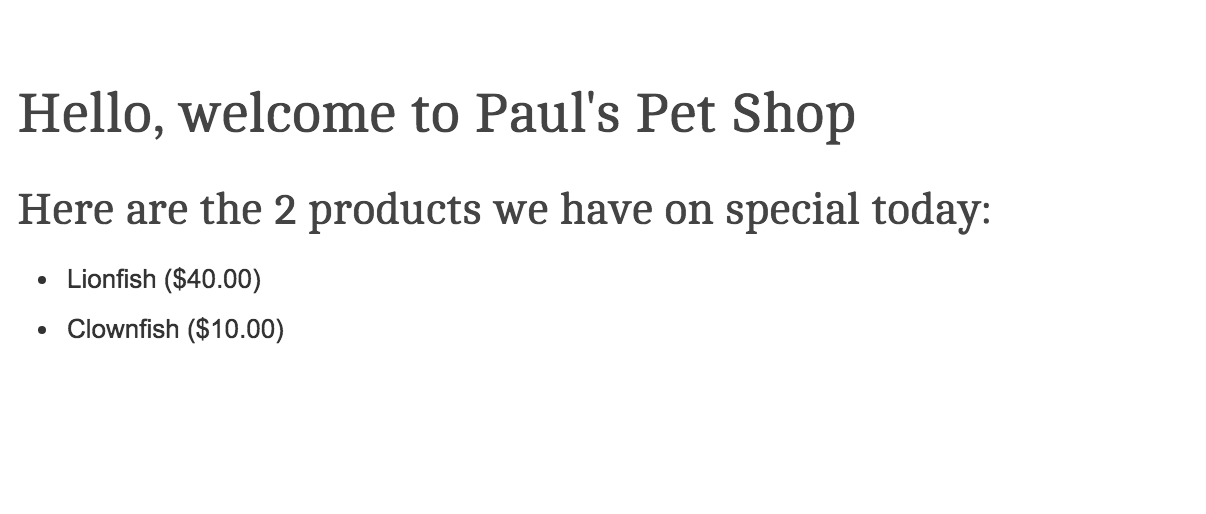 Hello, welcome to Paul's Pet Shop
Here are the 2 products we have on special today:
• Lionfish ($40.00)
• Clownfish ($10.00)